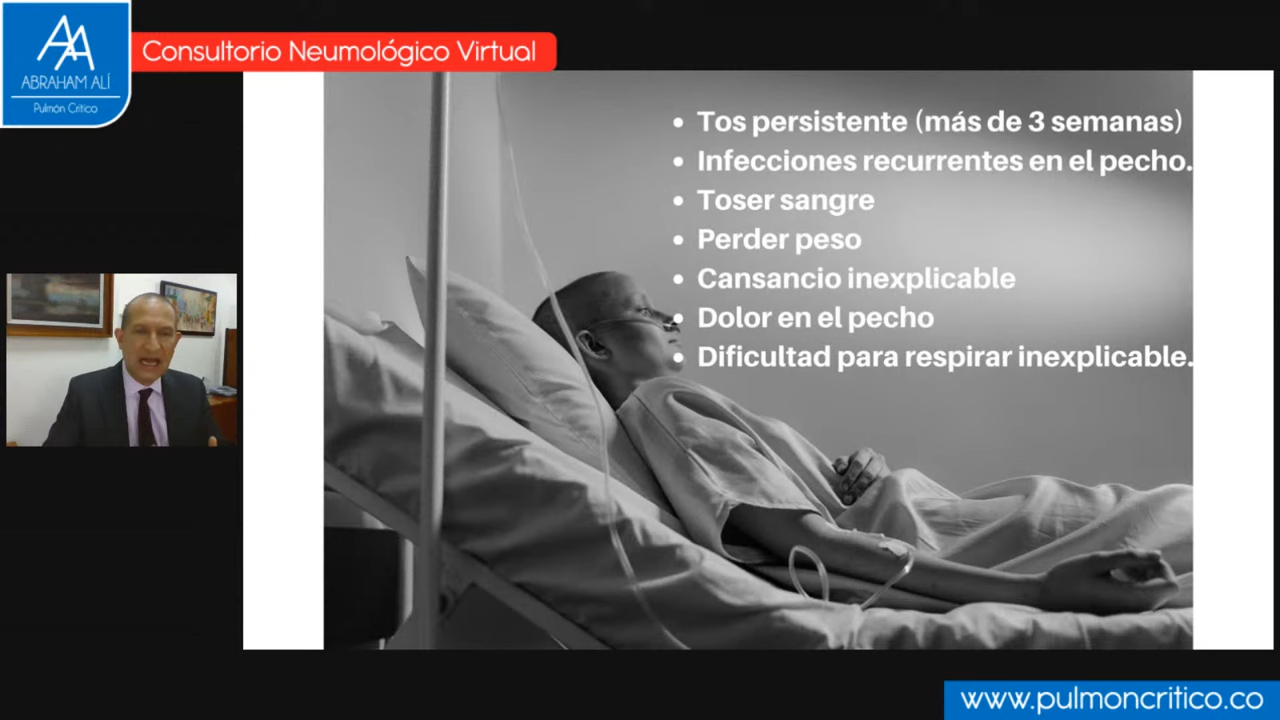 AA
ABRAHAM ALÍ
Pulmón Crítico
Consultorio Neumológico Virtual
• Tos persistente (más de 3 semanas)
• Infecciones recurrentes en el pecho.
• Toser sangre
• Perder peso
• Cansancio inexplicable
• Dolor en el pecho
• Dificultad para respirar inexplicable.
www.pulmoncritico.co